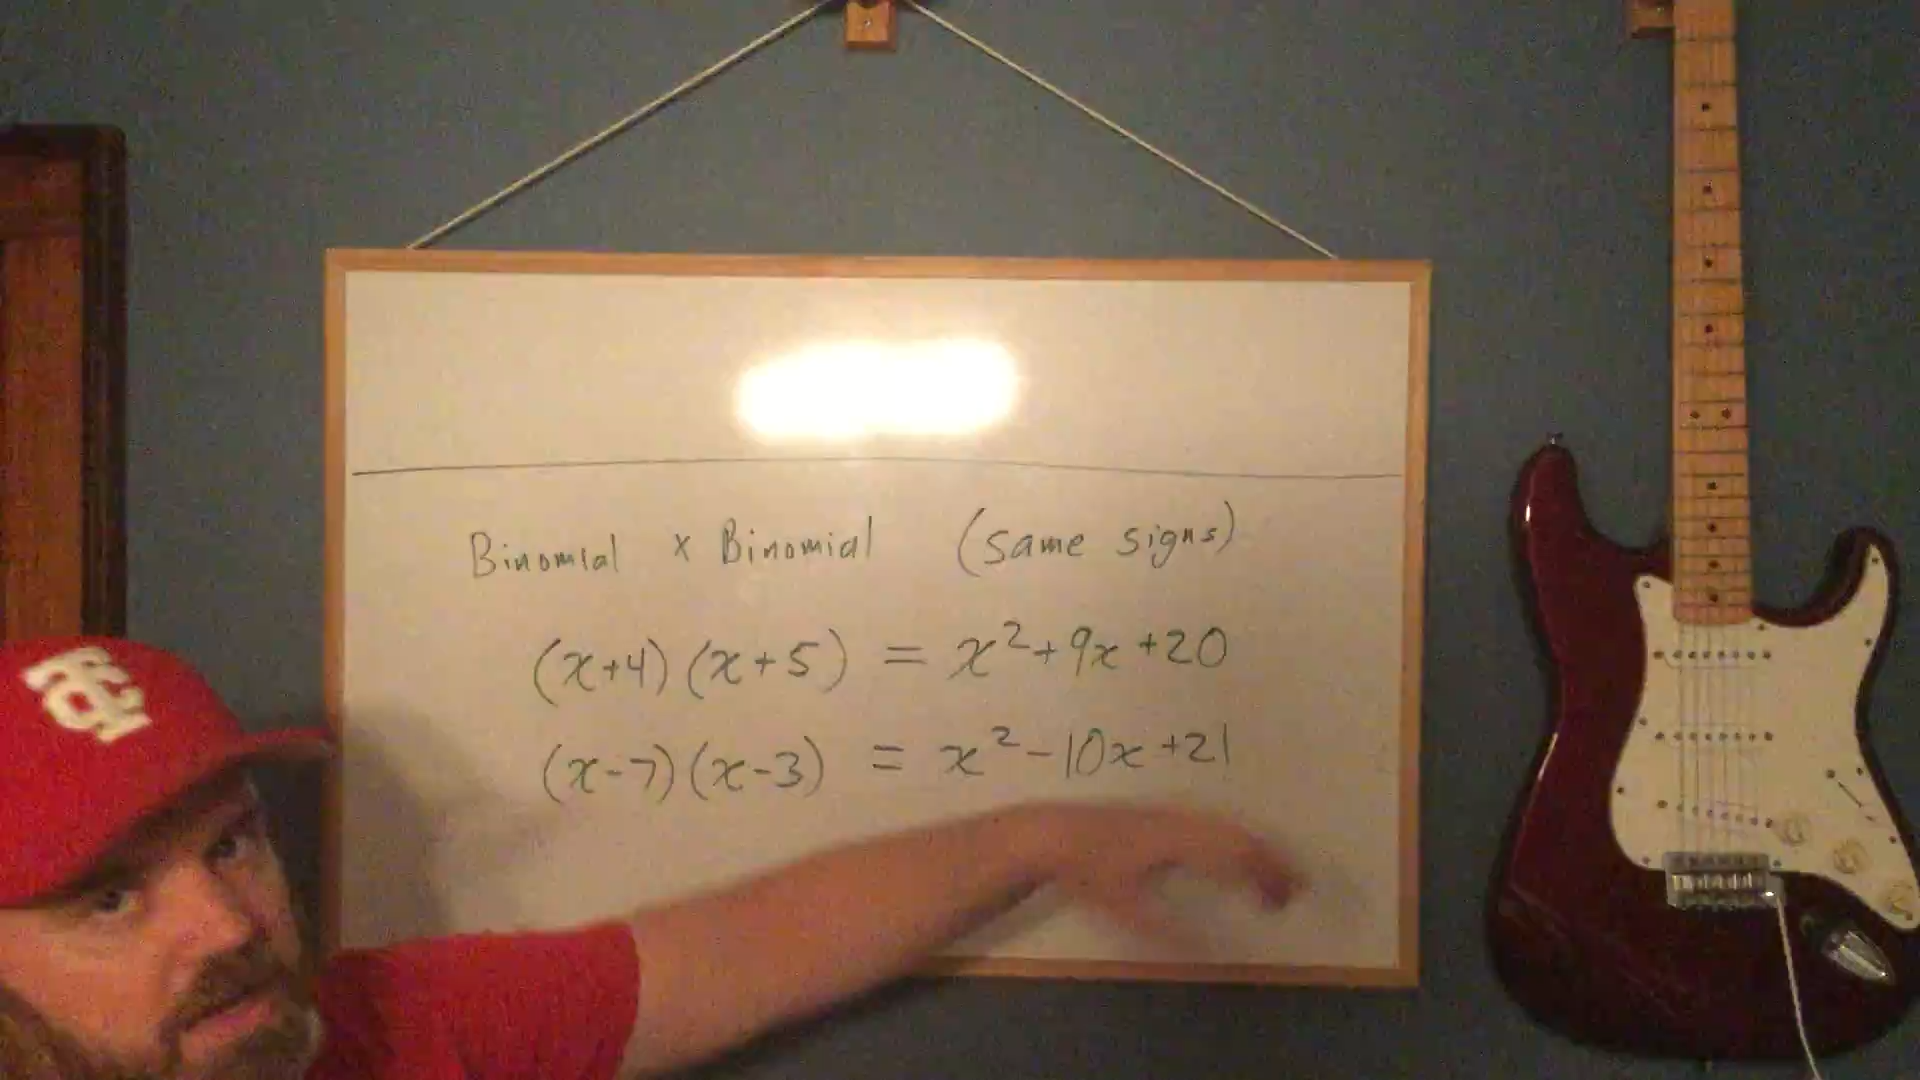 Binomial x Binomial (same signs)
(x+4)(x+5) = x²+9x+20
(x-7)(x-3) = x²-10x+21